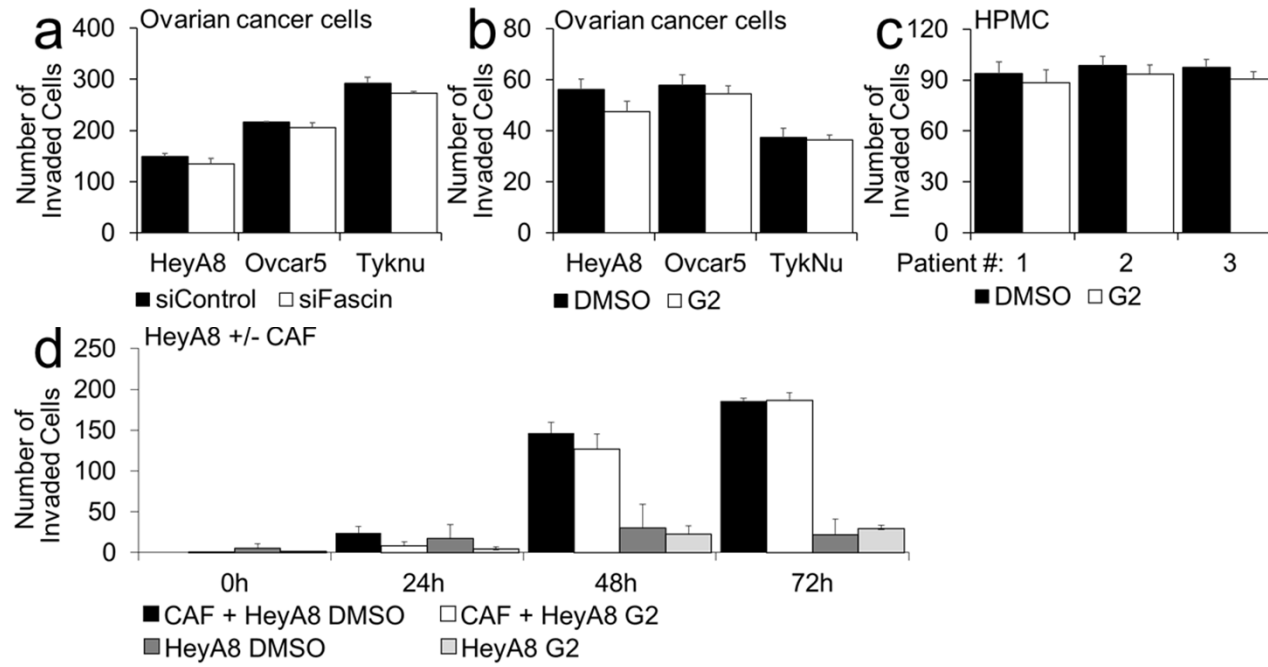 a Ovarian cancer cells
400
300
200
100
0
Number of
Invaded Cells
HeyA8 Ovcar5 Tyknu
siControl siFascin
b Ovarian cancer cells
80
60
40
20
0
Number of
Invaded Cells
HeyA8 Ovcar5 TykNu
DMSO G2
c HPMC
120
90
60
30
0
Number of
Invaded Cells
Patient #: 1 2 3
DMSO G2
d HeyA8 +/- CAF
250
200
150
100
50
0
Number of
Invaded Cells
0h 24h 48h 72h
CAF + HeyA8 DMSO CAF + HeyA8 G2
HeyA8 DMSO HeyA8 G2